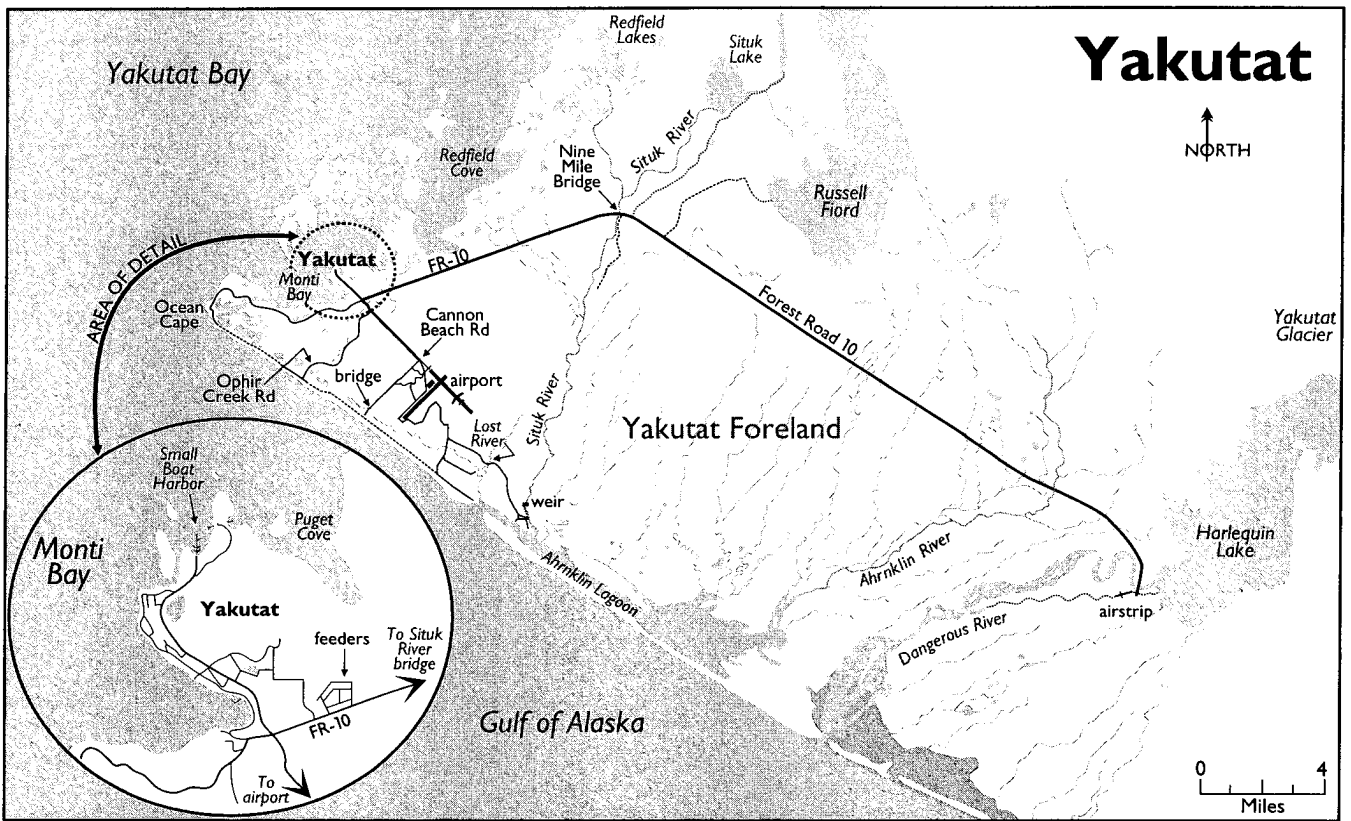 Yakutat
NORTH
Yakutat Bay
Redfield
Lakes
Situk
Lake
Situk River
Nine
Mile
Bridge
Redfield
Cove
Russell
Fiord
AREA OF DETAIL
Yakutat
Monti
Bay
FR-10
Ocean
Cape
Cannon
Beach Rd
Forest Road 10
Yakutat
Glacier
Ophir
Creek Rd
bridge
airport
Lost
River
Situk River
Yakutat Foreland
weir
Ahrnklin Lagoon
Ahrnklin River
Harlequin
Lake
airstrip
Dangerous River
Gulf of Alaska
Small
Boat
Harbor
Puget
Cove
Monti
Bay
Yakutat
feeders
To Situk
River
bridge
FR-10
To
airport
0 4
Miles